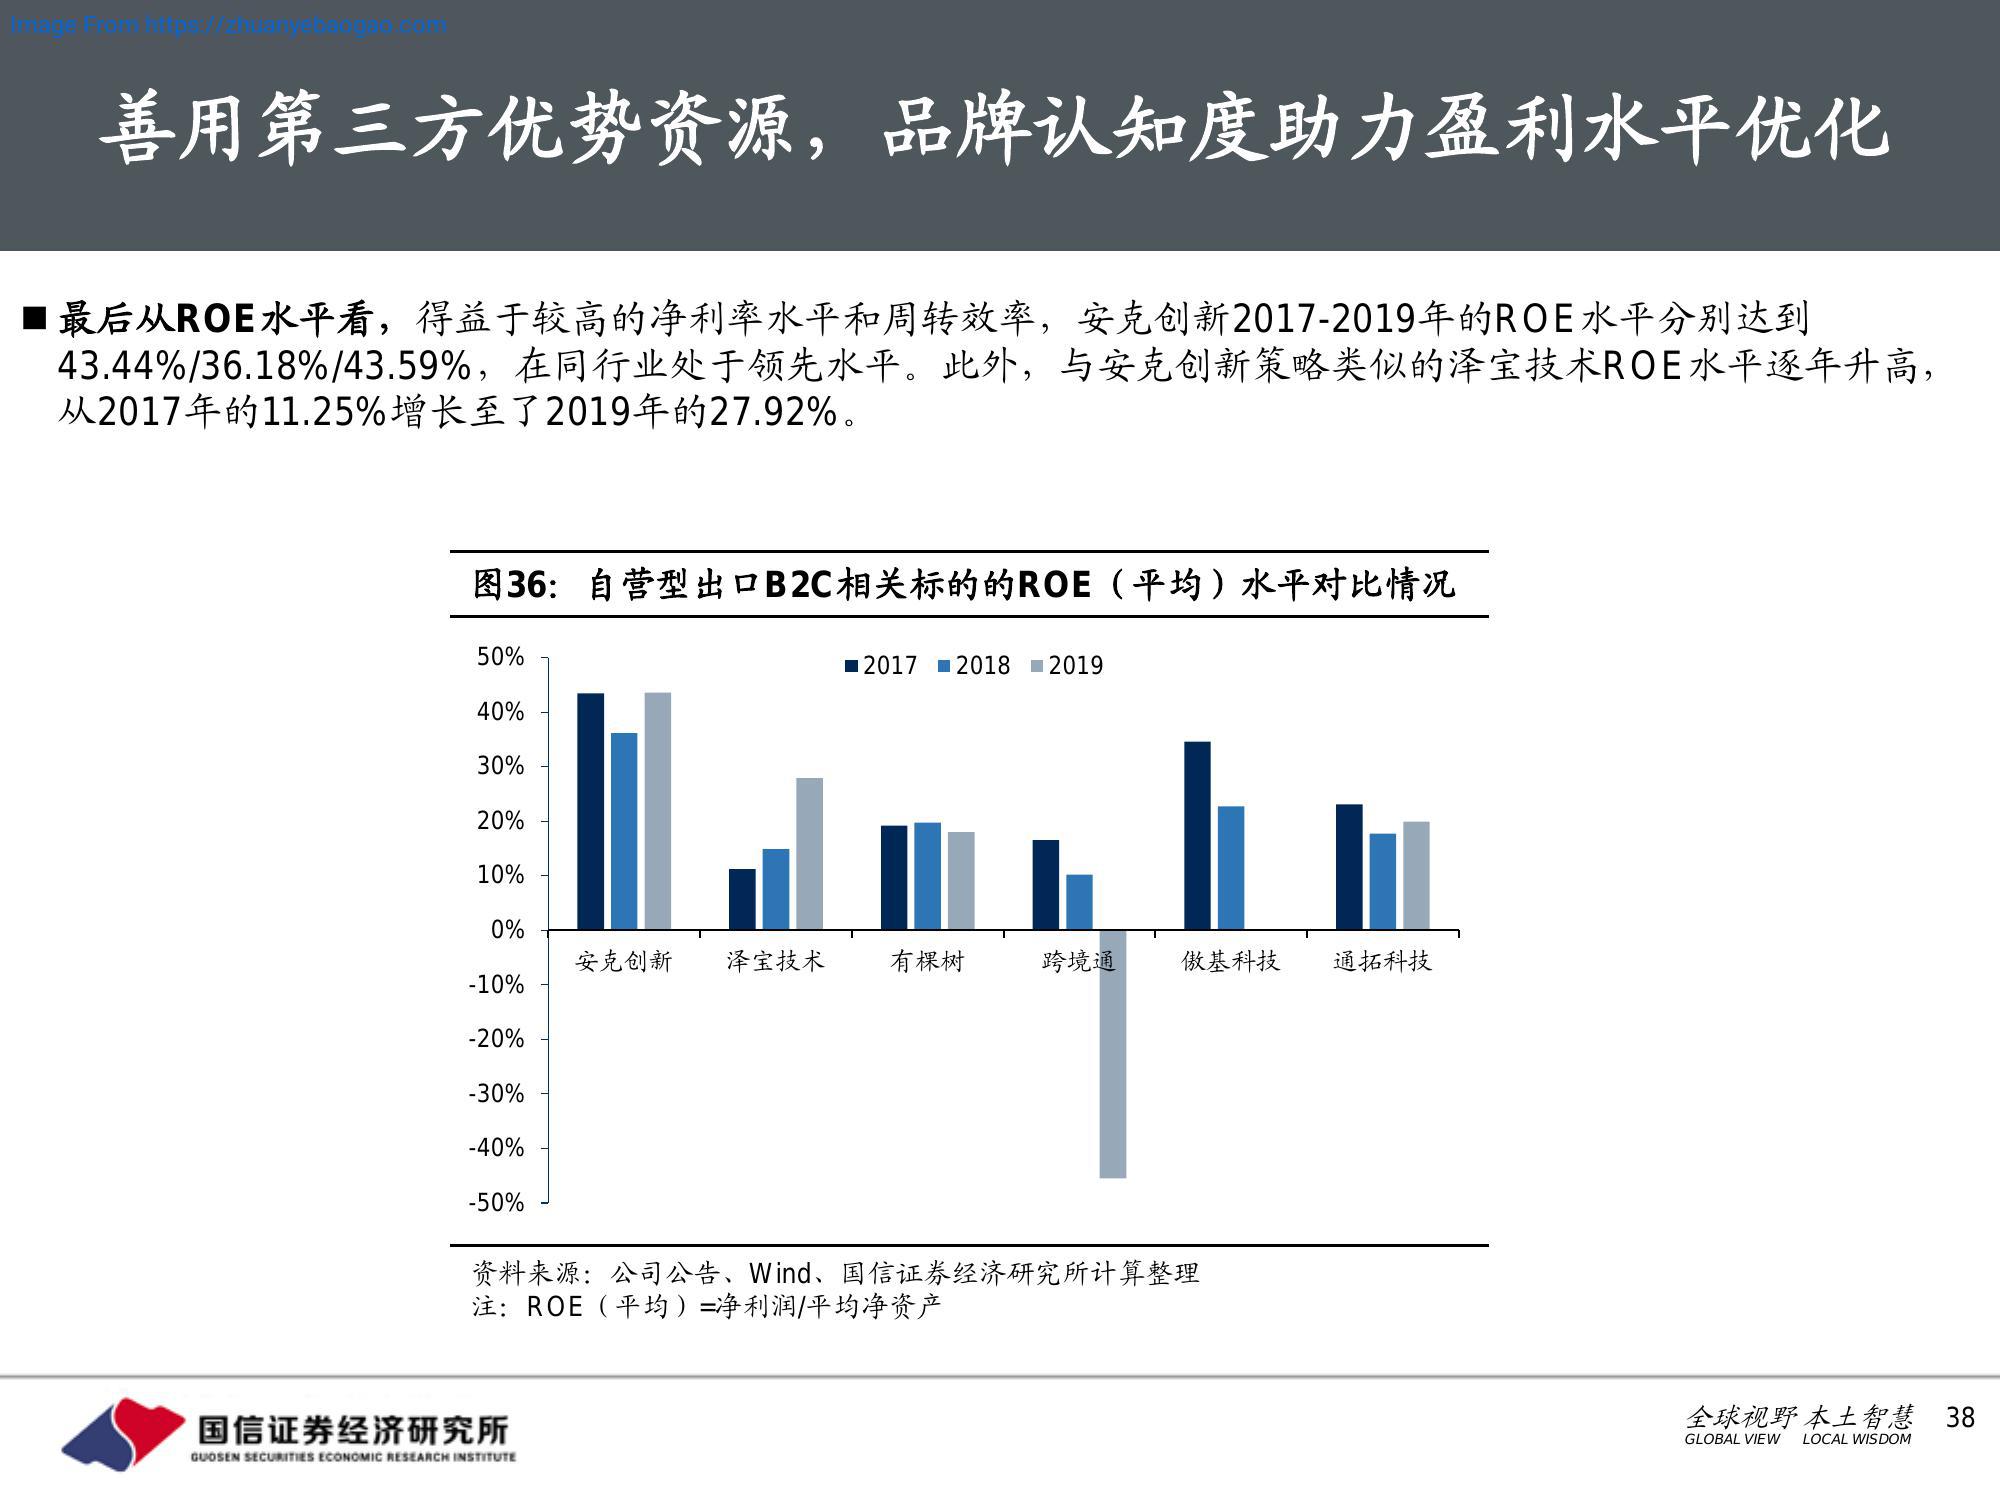 Image From https://zhuanyebaogao.com
善用第三方优势资源，品牌认知度助力盈利水平优化
■最后从ROE水平看，得益于较高的净利率水平和周转效率，安克创新2017-2019年的ROE水平分别达到
43.44%/36.18%/43.59%，在同行业处于领先水平。此外，与安克创新策略类似的泽宝技术ROE水平逐年升高，
从2017年的11.25%增长至了2019年的27.92%。
图36：自营型出口B2C相关标的的ROE（平均）水平对比情况
2017 2018 2019
50%
40%
30%
20%
10%
0%
-10%
-20%
-30%
-40%
-50%
安克创新 泽宝技术 有棵树 跨境通 傲基科技 通拓科技
资料来源：公司公告、Wind、国信证券经济研究所计算整理
注：ROE（平均）=净利润/平均净资产
国信证券经济研究所
GUOSEN SECURITIES ECONOMIC RESEARCH INSTITUTE
全球视野 本土智慧
GLOBAL VIEW LOCAL WISDOM
38